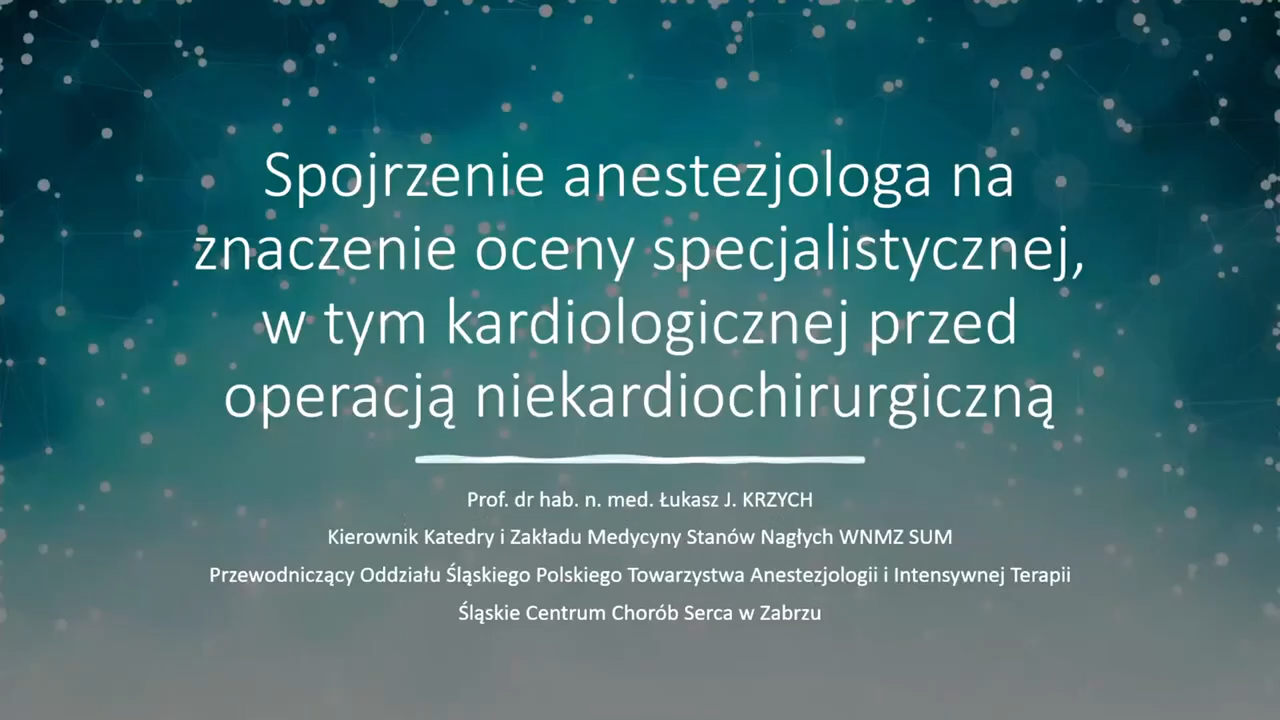 Spojrzenie anestezjologa na
znaczenie oceny specjalistycznej,
w tym kardiologicznej przed
operacją niekardiochirurgiczną
Prof. dr hab. n. med. Łukasz J. KRZYCH
Kierownik Katedry i Zakładu Medycyny Stanów Nagłych WNMZ SUM
Przewodniczący Oddziału Śląskiego Polskiego Towarzystwa Anestezjologii i Intensywnej Terapii
Śląskie Centrum Chorób Serca w Zabrzu